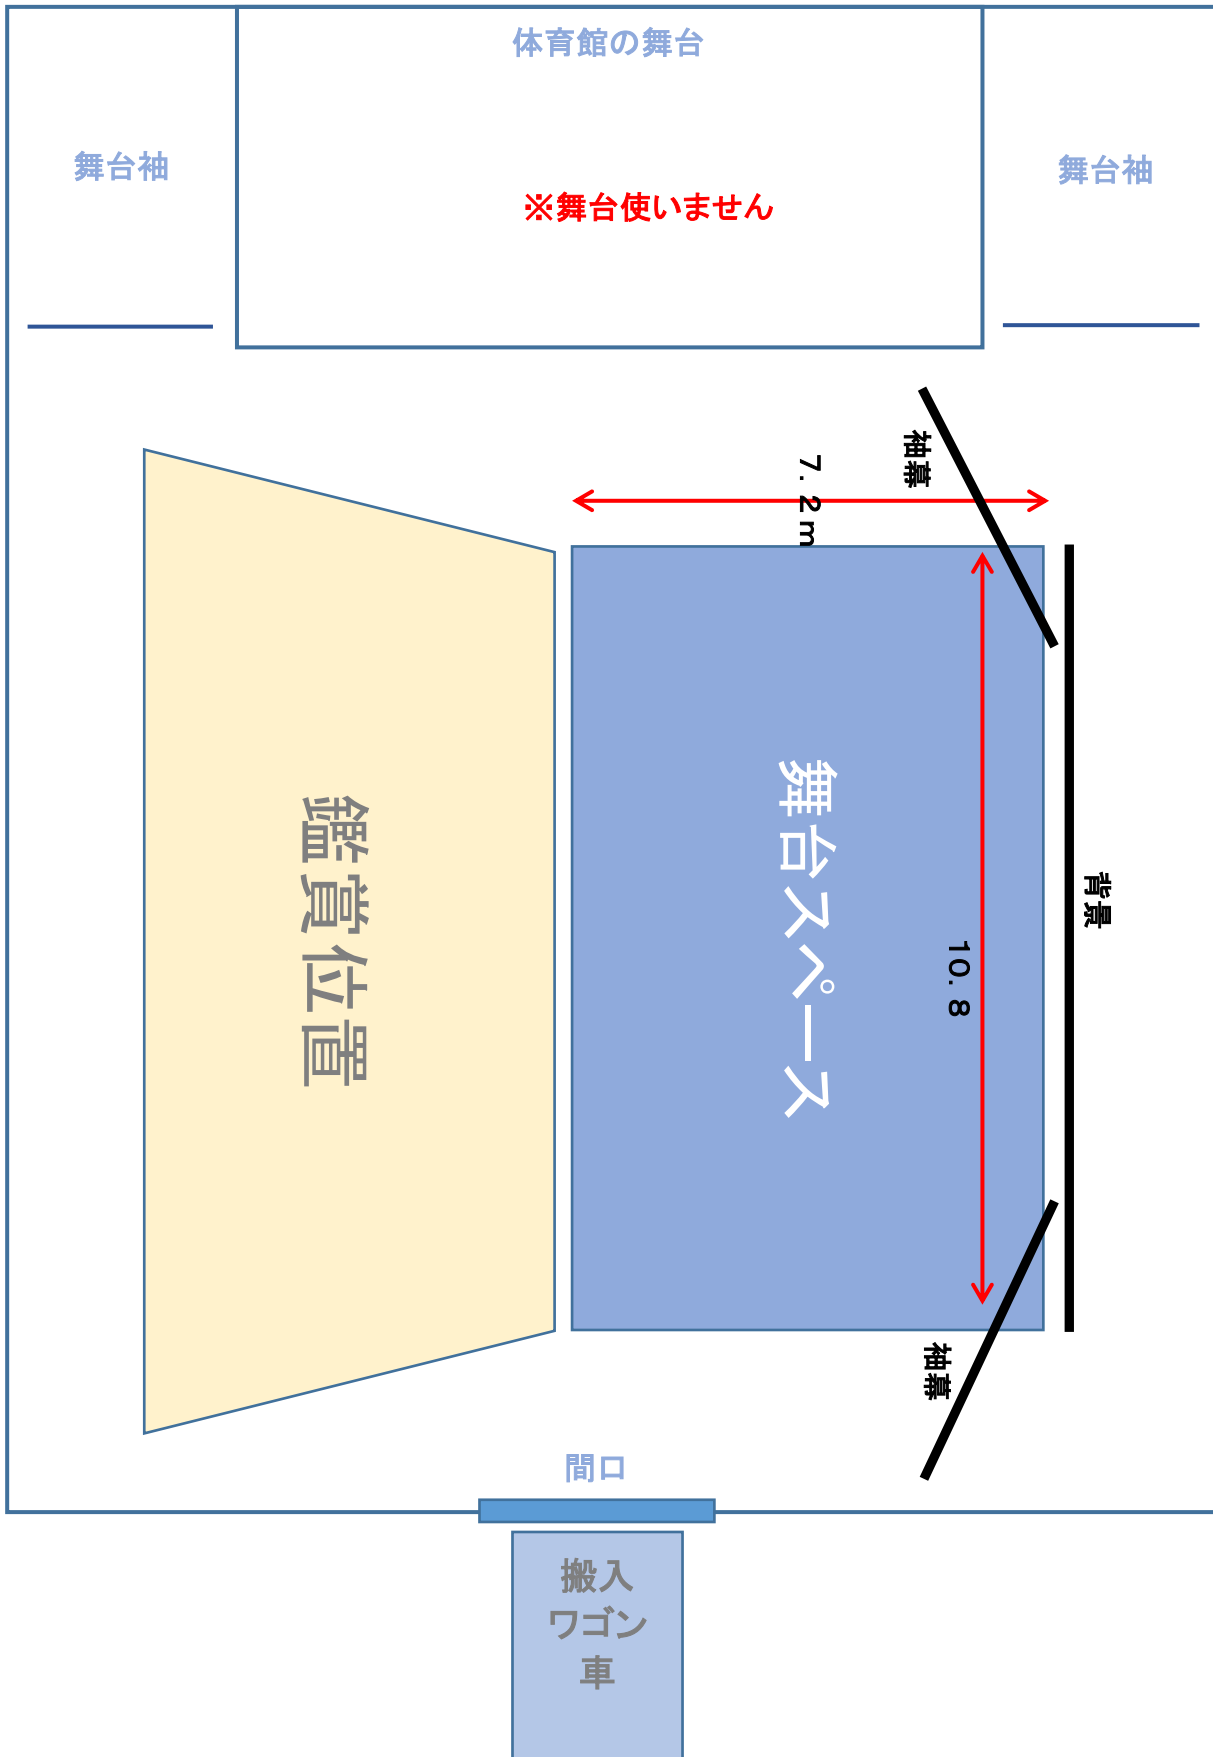 体育館の舞台
舞台袖
舞台袖
※舞台使いません
袖幕
7.2m
舞台スペース
背景
10.8
鑑賞位置
袖幕
間口
搬入
ワゴン
車